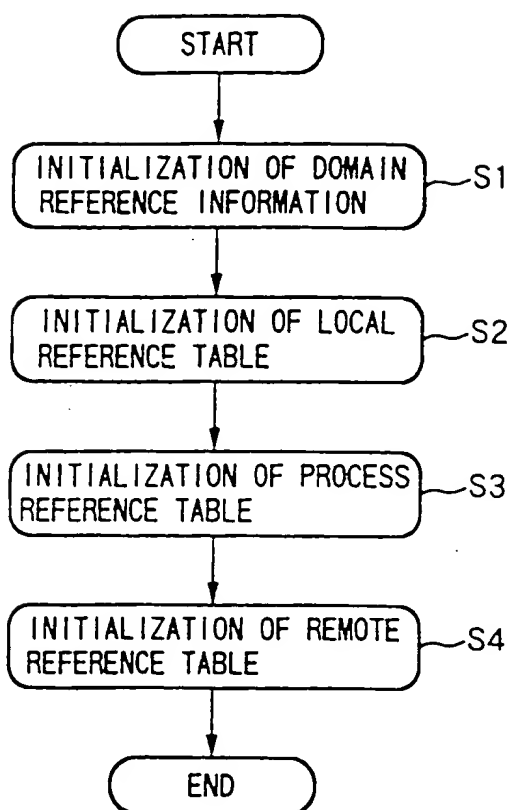 START
INITIALIZATION OF DOMAIN
REFERENCE INFORMATION
S1
INITIALIZATION OF LOCAL
REFERENCE TABLE
S2
INITIALIZATION OF PROCESS
REFERENCE TABLE
S3
INITIALIZATION OF REMOTE
REFERENCE TABLE
S4
END